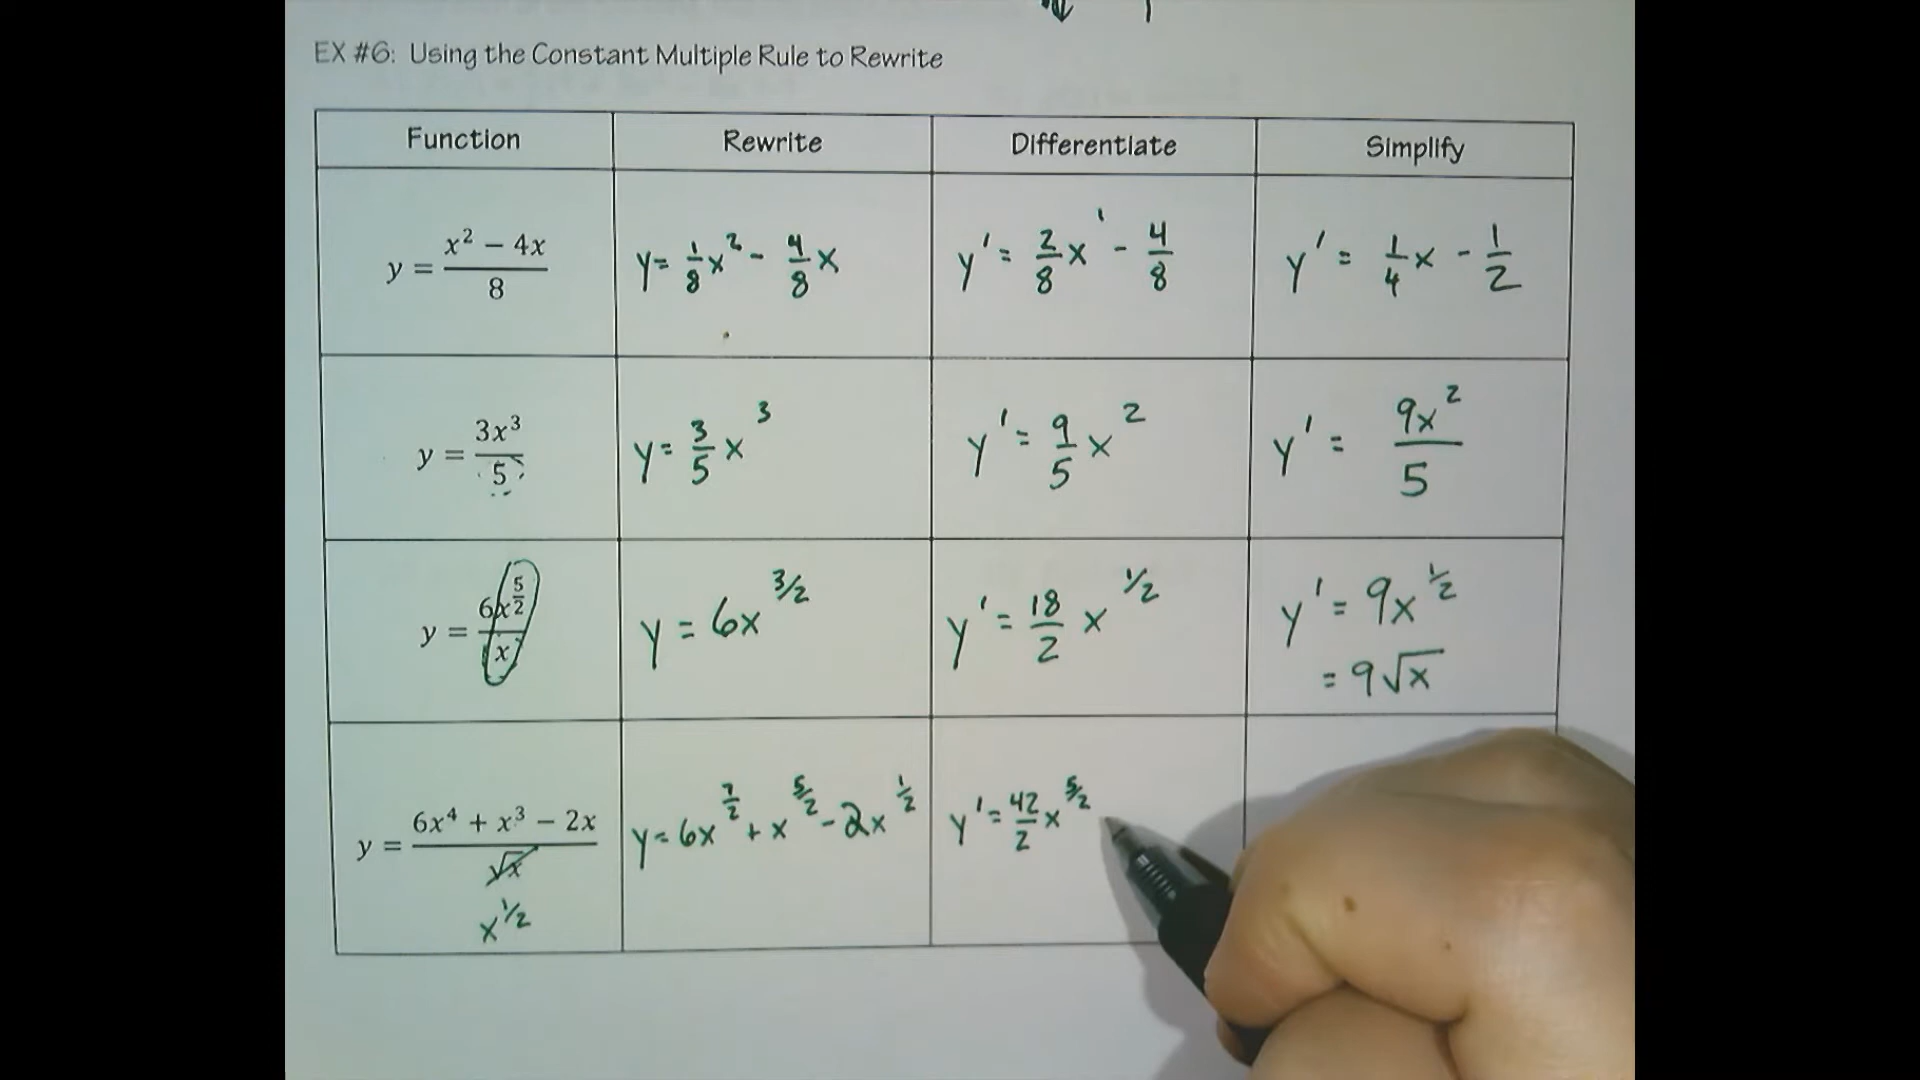 EX #6: Using the Constant Multiple Rule to Rewrite
Function Rewrite Differentiate Simplify
y = (x² − 4x)/8 y = 1/8 x² - 4/8 x y' = 2/8 x¹ - 4/8 y' = 1/4 x - 1/2
y = 3x³/5 y = 3/5 x³ y' = 9/5 x² y' = 9x²/5
y = 6x^(5/2)/x y = 6x^(3/2) y' = 18/2 x^(1/2) y' = 9x^(1/2)
= 9√x
y = (6x⁴ + x³ − 2x)/√x y = 6x^(7/2) + x^(5/2) - 2x^(1/2) y' = 42/2 x^(5/2)
x^(1/2)